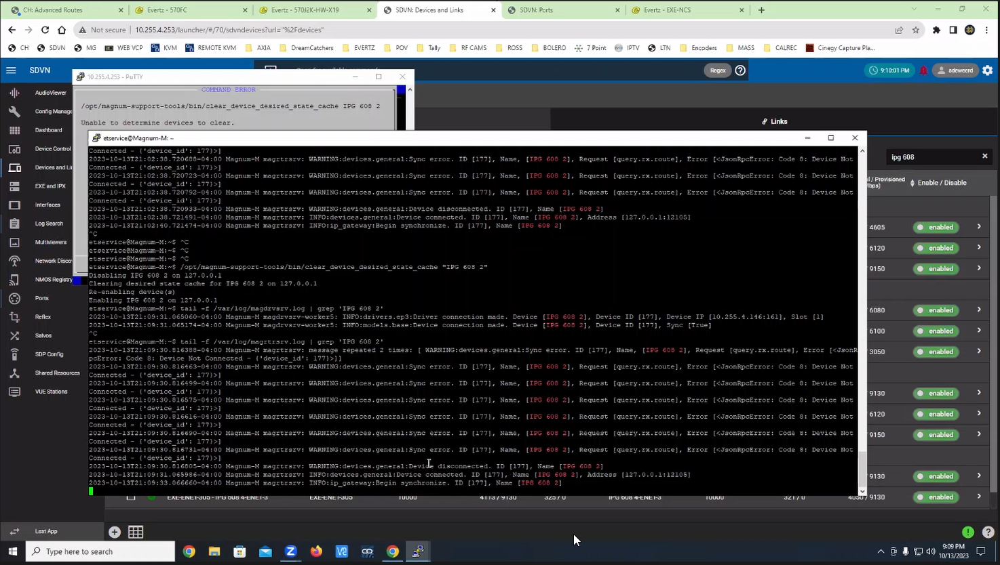 CH: Advanced Routes
Evertz - 570FC
Evertz - 570J2K-HW-X19
SDVN: Devices and Links
SDVN: Ports
Evertz - EXE-NCS
Not secure
10.255.4.253/launcher/#/70/sdvndevices?url="%2Fdevices"
CH
SDVN
MG
WEB VCP
KVM
REMOTE KVM
AXIA
DreamCatchers
EVERTZ
POV
Tally
RF CAMS
ROSS
BOLERO
7 Point
IPTV
LTN
Encoders
MASS
CALREC
Cinegy Capture Pla...
SDVN
Regex
9:10:01 PM
sdeweerd
10.255.4.253 - PuTTY
COMMAND ERROR
/opt/magnum-support-tools/bin/clear_device_desired_state_cache IPG 608 2
Unable to determine devices to clear.
AudioViewer
Config Manage
Dashboard
Device Control
Devices and Lin
EXE and IPX
Interfaces
Log Search
Multiviewers
Network Disco
NMOS Registry
Ports
Reflex
Salvos
SDP Config
Shared Resources
VUE Stations
Last App
Links
ipg 608
al / Provisioned
Mbps)
Enable / Disable
/ 4605 enabled
/ 6120 enabled
/ 9150 enabled
/ 6080 enabled
/ 6100 enabled
/ 3050 enabled
/ 9130 enabled
/ 6120 enabled
/ 9150 enabled
etservice@Magnum-M: ~
Connected - {'device_id': 177}>]
2023-10-13T21:02:38.720688-04:00 Magnum-M magrtrsrv: WARNING:devices.general:Sync error. ID [177], Name, [IPG 608 2], Request [query.rx.route], Error [<JsonRpcError: Code 8: Device Not
Connected - {'device_id': 177}>]
2023-10-13T21:02:38.720723-04:00 Magnum-M magrtrsrv: WARNING:devices.general:Sync error. ID [177], Name, [IPG 608 2], Request [query.rx.route], Error [<JsonRpcError: Code 8: Device Not
Connected - {'device_id': 177}>]
2023-10-13T21:02:38.720792-04:00 Magnum-M magrtrsrv: WARNING:devices.general:Sync error. ID [177], Name, [IPG 608 2], Request [query.rx.route], Error [<JsonRpcError: Code 8: Device Not
Connected - {'device_id': 177}>]
2023-10-13T21:02:38.720933-04:00 Magnum-M magrtrsrv: WARNING:devices.general:Device disconnected. ID [177], Name [IPG 608 2]
2023-10-13T21:02:38.721491-04:00 Magnum-M magrtrsrv: INFO:devices.general:Device connected. ID [177], Name [IPG 608 2], Address [127.0.0.1:12105]
2023-10-13T21:02:40.721474-04:00 Magnum-M magrtrsrv: INFO:ip_gateway:Begin synchronize. ID [177], Name [IPG 608 2]
^C
etservice@Magnum-M:~$ ^C
etservice@Magnum-M:~$ ^C
etservice@Magnum-M:~$ ^C
etservice@Magnum-M:~$ /opt/magnum-support-tools/bin/clear_device_desired_state_cache "IPG 608 2"
Disabling IPG 608 2 on 127.0.0.1
Clearing desired state cache for IPG 608 2 on 127.0.0.1
Re-enabling device(s)
Enabling IPG 608 2 on 127.0.0.1
etservice@Magnum-M:~$ tail -f /var/log/magdrvsrv.log | grep 'IPG 608 2'
2023-10-13T21:09:31.065060-04:00 Magnum-M magdrvsrv-worker5: INFO:drivers.ep3:Driver connection made. Device [IPG 608 2], Device ID [177], Device IP [10.255.4.146:161], Slot [1]
2023-10-13T21:09:31.065174-04:00 Magnum-M magdrvsrv-worker5: INFO:models.base:Device connection made. Device [IPG 608 2], Device ID [177], Sync [True]
^C
etservice@Magnum-M:~$ tail -f /var/log/magrtrsrv.log | grep 'IPG 608 2'
2023-10-13T21:09:30.816388-04:00 Magnum-M magrtrsrv: message repeated 2 times: [ WARNING:devices.general:Sync error. ID [177], Name, [IPG 608 2], Request [query.rx.route], Error [<JsonR
pcError: Code 8: Device Not Connected - {'device_id': 177}>]]
2023-10-13T21:09:30.816463-04:00 Magnum-M magrtrsrv: WARNING:devices.general:Sync error. ID [177], Name, [IPG 608 2], Request [query.rx.route], Error [<JsonRpcError: Code 8: Device Not
Connected - {'device_id': 177}>]
2023-10-13T21:09:30.816499-04:00 Magnum-M magrtrsrv: WARNING:devices.general:Sync error. ID [177], Name, [IPG 608 2], Request [query.rx.route], Error [<JsonRpcError: Code 8: Device Not
Connected - {'device_id': 177}>]
2023-10-13T21:09:30.816575-04:00 Magnum-M magrtrsrv: WARNING:devices.general:Sync error. ID [177], Name, [IPG 608 2], Request [query.rx.route], Error [<JsonRpcError: Code 8: Device Not
Connected - {'device_id': 177}>]
2023-10-13T21:09:30.816616-04:00 Magnum-M magrtrsrv: WARNING:devices.general:Sync error. ID [177], Name, [IPG 608 2], Request [query.rx.route], Error [<JsonRpcError: Code 8: Device Not
Connected - {'device_id': 177}>]
2023-10-13T21:09:30.816690-04:00 Magnum-M magrtrsrv: WARNING:devices.general:Sync error. ID [177], Name, [IPG 608 2], Request [query.rx.route], Error [<JsonRpcError: Code 8: Device Not
Connected - {'device_id': 177}>]
2023-10-13T21:09:30.816731-04:00 Magnum-M magrtrsrv: WARNING:devices.general:Sync error. ID [177], Name, [IPG 608 2], Request [query.rx.route], Error [<JsonRpcError: Code 8: Device Not
Connected - {'device_id': 177}>]
2023-10-13T21:09:30.816805-04:00 Magnum-M magrtrsrv: WARNING:devices.general:Device disconnected. ID [177], Name [IPG 608 2]
2023-10-13T21:09:31.065986-04:00 Magnum-M magrtrsrv: INFO:devices.general:Device connected. ID [177], Name [IPG 608 2], Address [127.0.0.1:12105]
2023-10-13T21:09:33.066660-04:00 Magnum-M magrtrsrv: INFO:ip_gateway:Begin synchronize. ID [177], Name [IPG 608 2]
EXE-ENET-305 - IPG 608 4-ENET-3 EXE-ENET-305 10000 4113 / 9130 325 / 0 IPG 608 4-ENET-3 10000 321 / 0 4050 / 9130 enabled
Type here to search
9:09 PM
10/13/2023